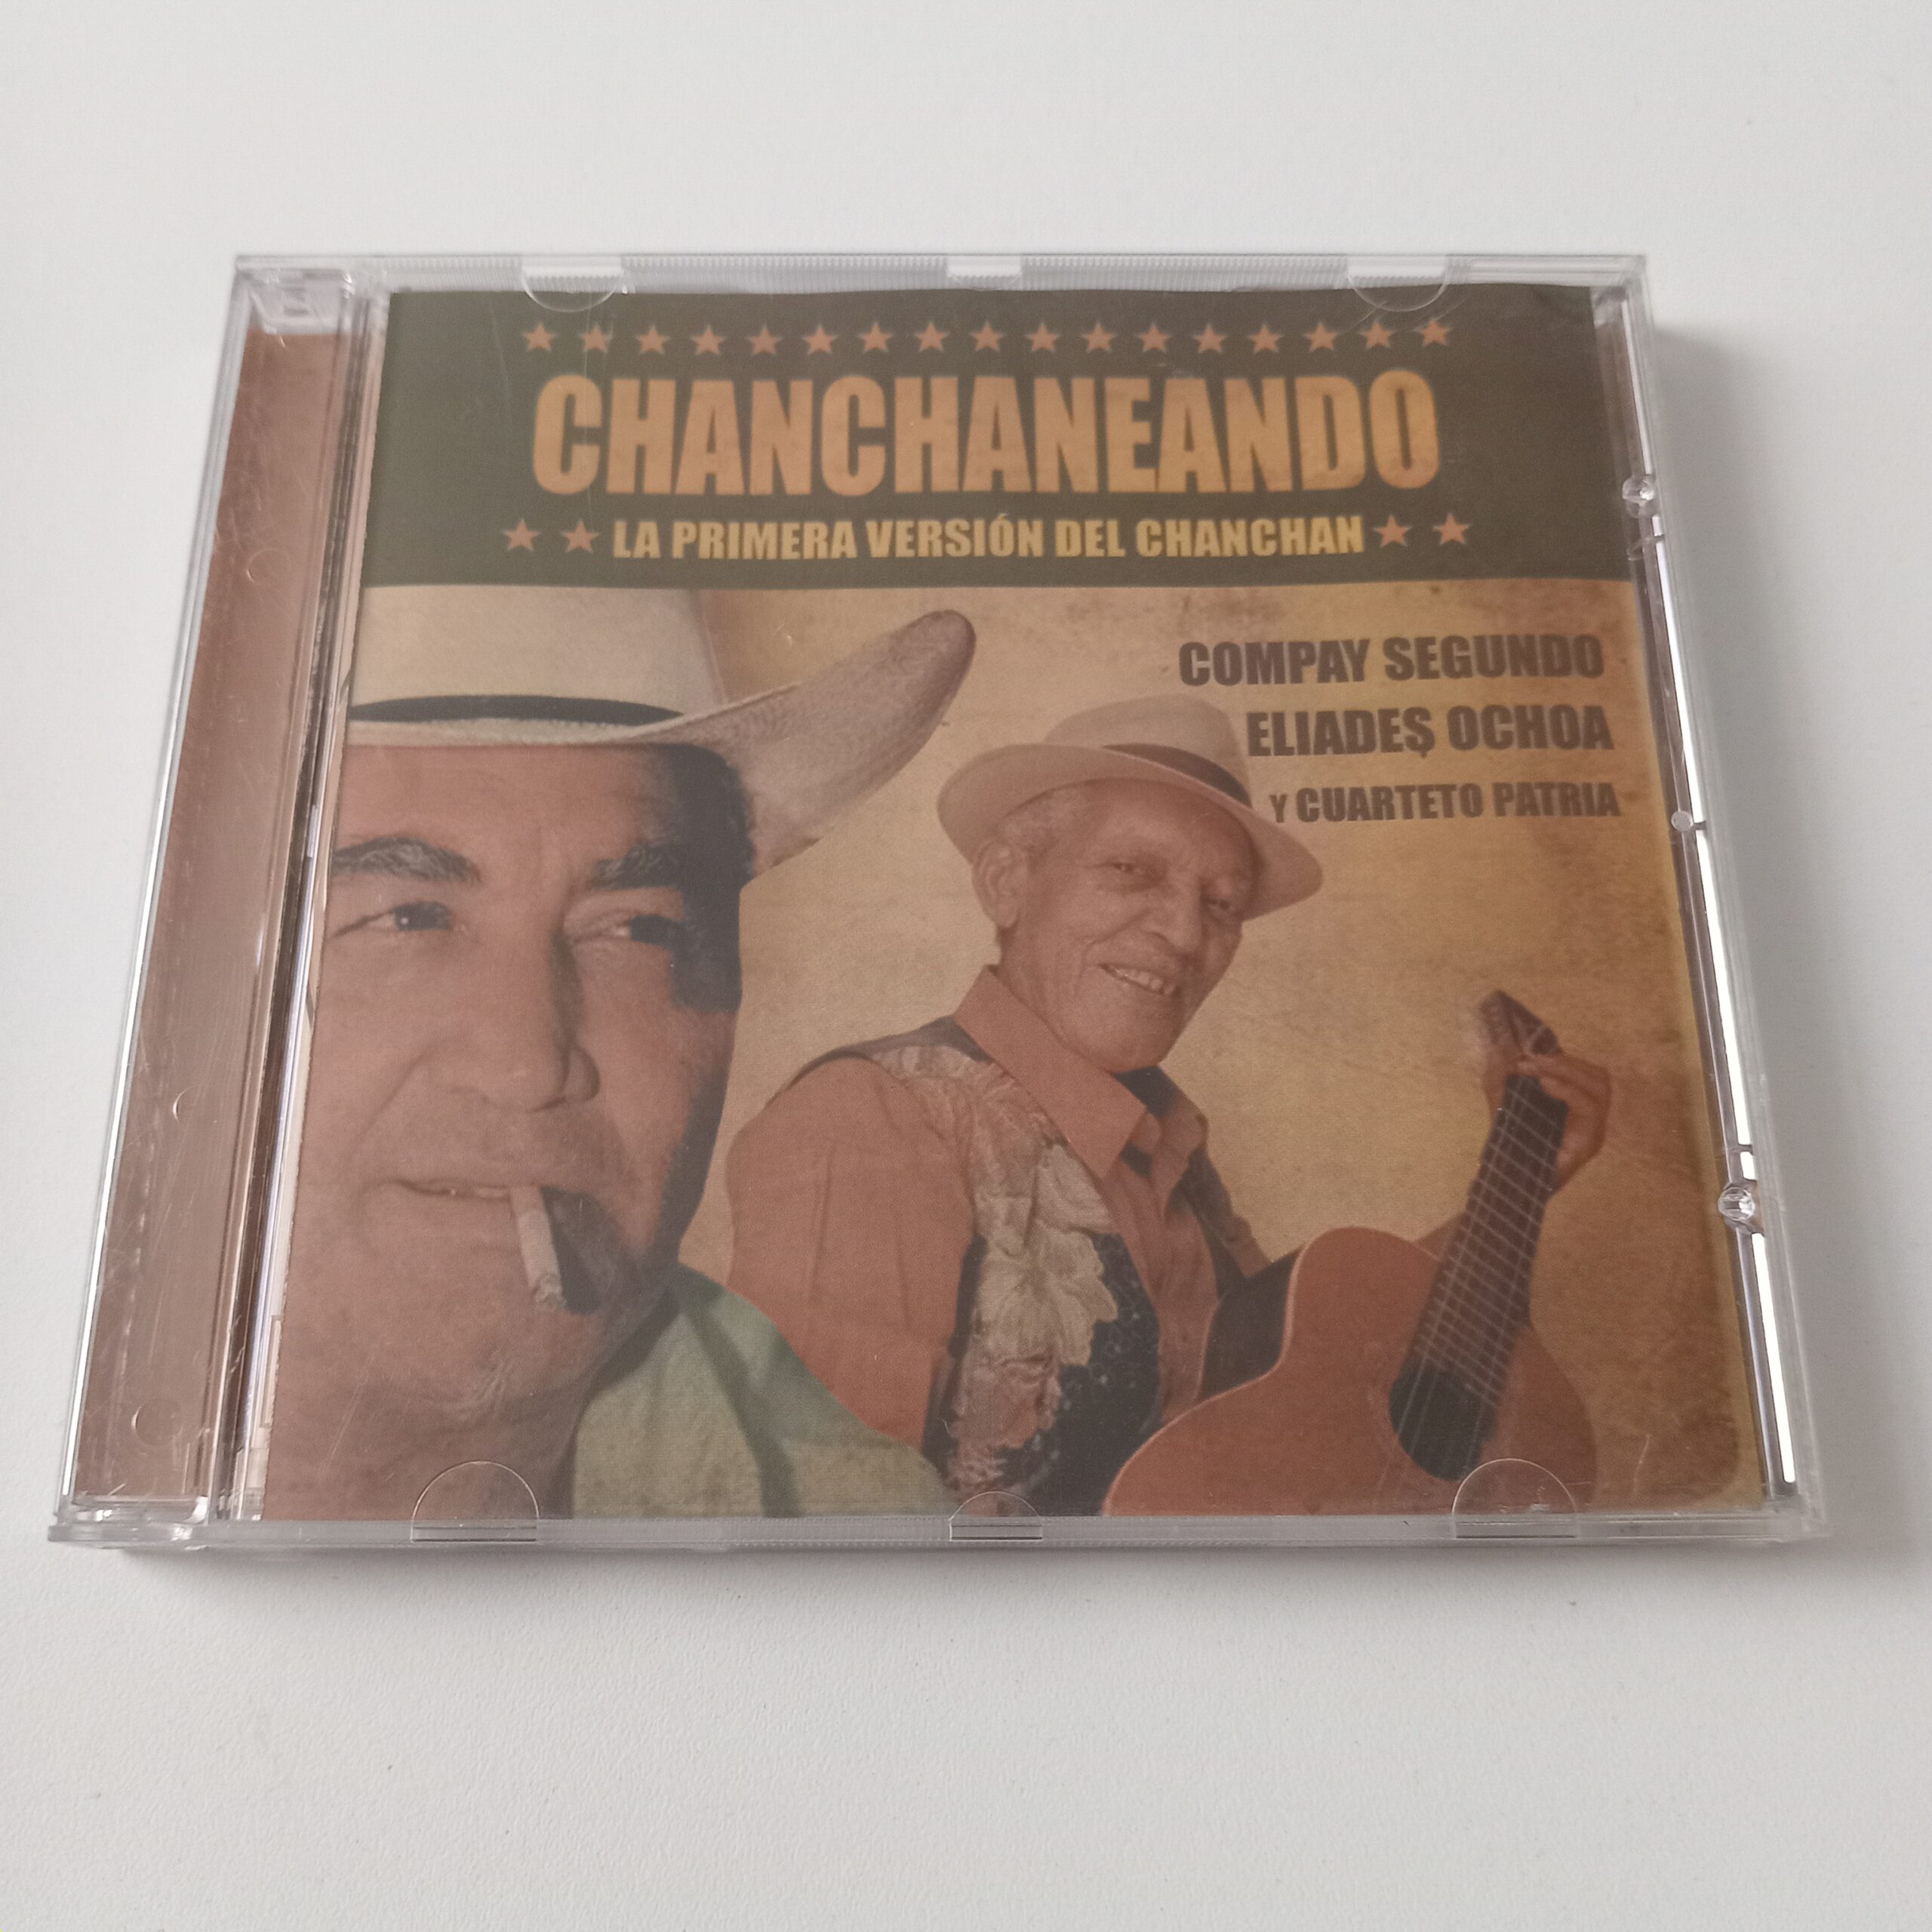 CHANCHANEANDO
LA PRIMERA VERSIÓN DEL CHANCHAN
COMPAY SEGUNDO
ELIADES OCHOA
Y CUARTETO PATRIA